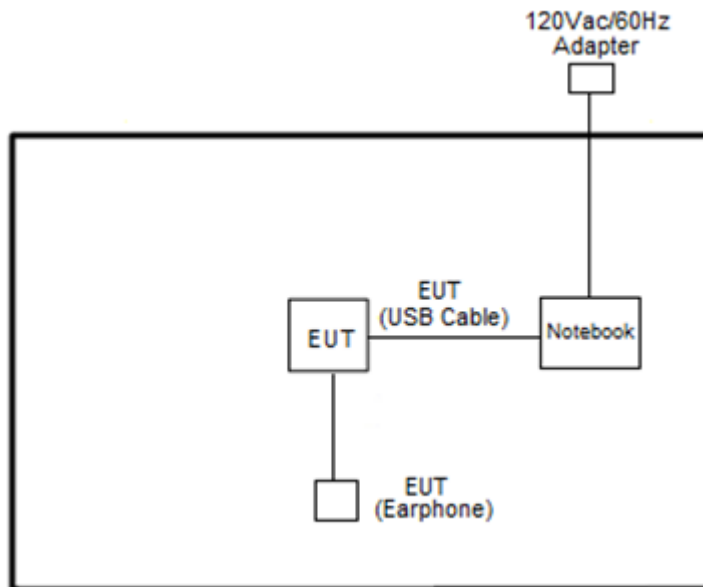 120Vac/60Hz
Adapter
EUT
(USB Cable)
EUT
Notebook
EUT
(Earphone)